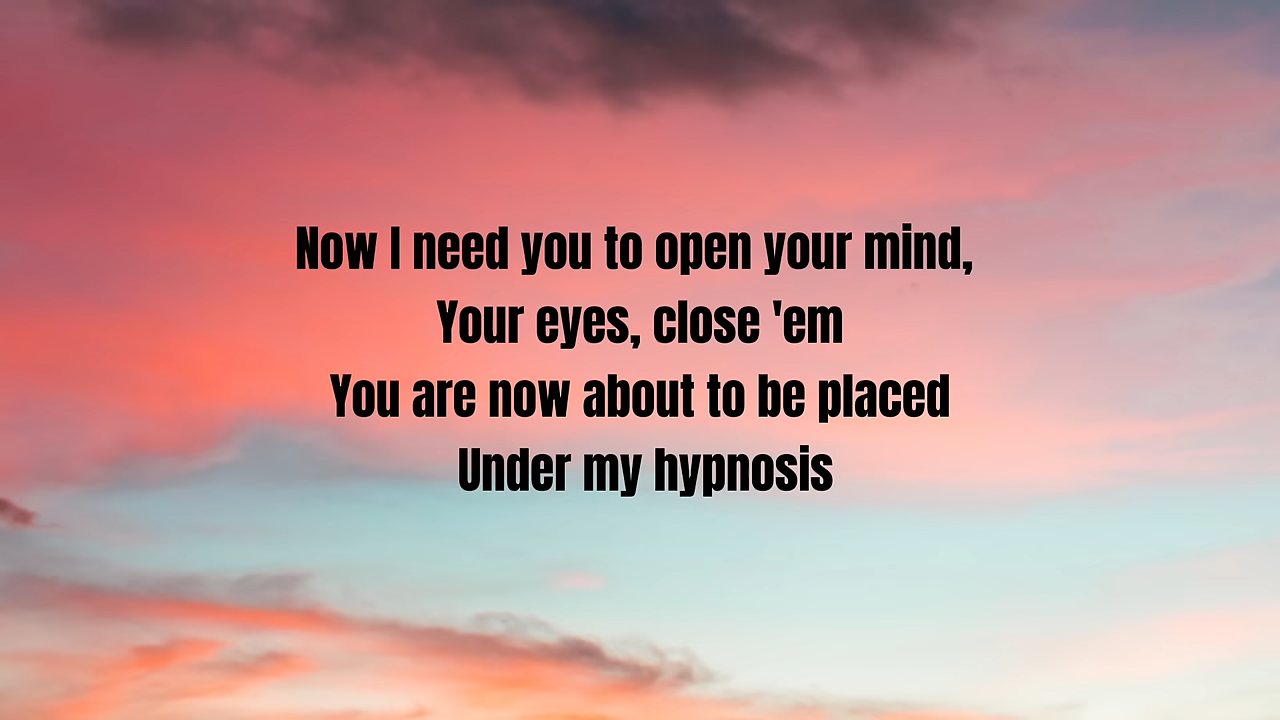 Now I need you to open your mind,
Your eyes, close 'em
You are now about to be placed
Under my hypnosis